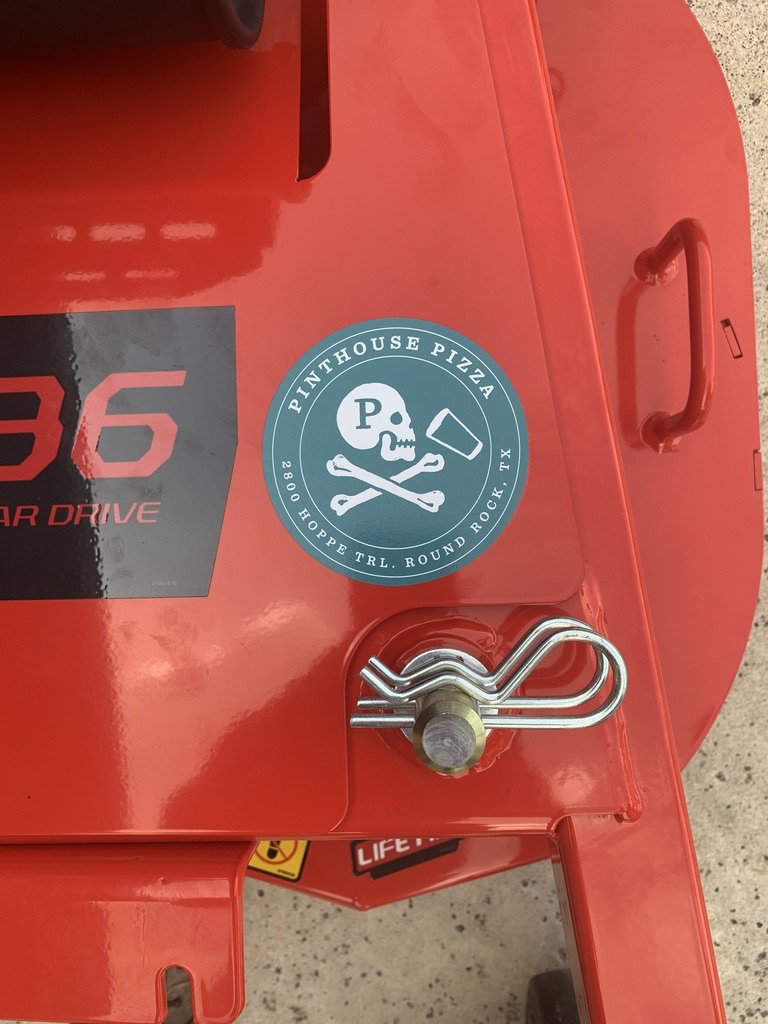 PINTHOUSE PIZZA
P
2800 HOPPE TRL. ROUND ROCK, TX
36
AR DRIVE